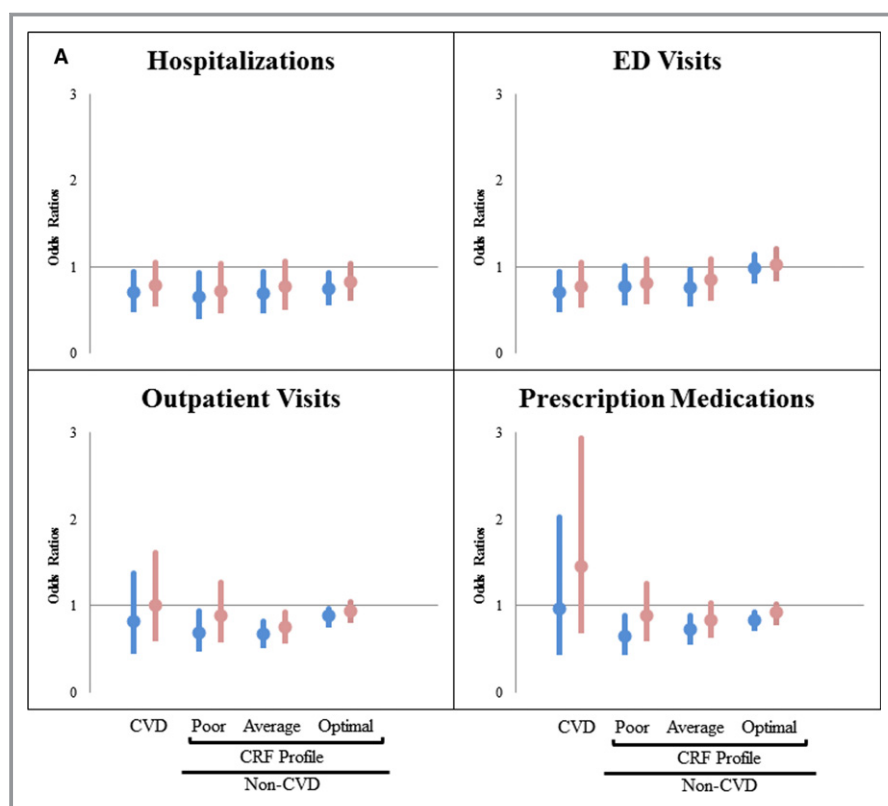 A
Hospitalizations
3
2
1
0
Odds Ratios
ED Visits
3
2
1
0
Odds Ratios
Outpatient Visits
3
2
1
0
Odds Ratios
CVD Poor Average Optimal
CRF Profile
Non-CVD
Prescription Medications
3
2
1
0
Odds Ratios
CVD Poor Average Optimal
CRF Profile
Non-CVD